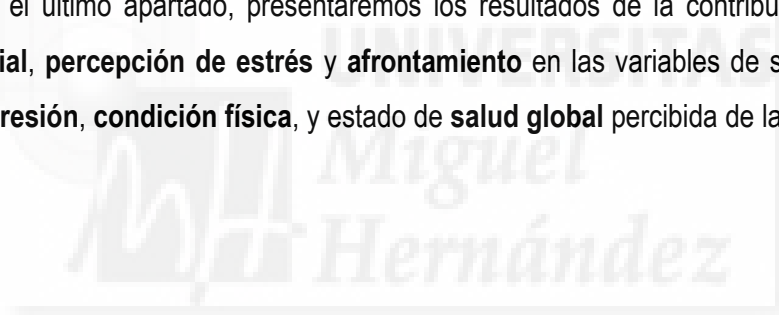 el último apartado, presentaremos los resultados de la contribu
ial, percepción de estrés y afrontamiento en las variables de s
UNIVERSITAS
resión, condición física, y estado de salud global percibida de la
Miguel
Hernández